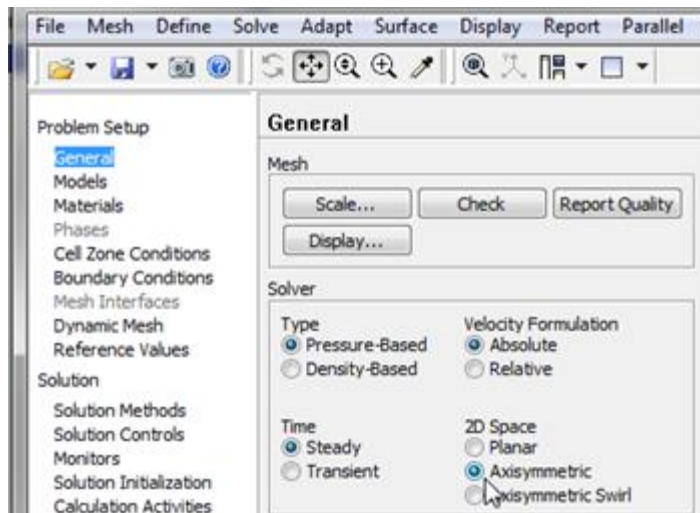 File Mesh Define Solve Adapt Surface Display Report Parallel
Problem Setup
General
Models
Materials
Phases
Cell Zone Conditions
Boundary Conditions
Mesh Interfaces
Dynamic Mesh
Reference Values
Solution
Solution Methods
Solution Controls
Monitors
Solution Initialization
Calculation Activities
General
Mesh
Scale... Check Report Quality
Display...
Solver
Type
Pressure-Based
Density-Based
Velocity Formulation
Absolute
Relative
Time
Steady
Transient
2D Space
Planar
Axisymmetric
Axisymmetric Swirl